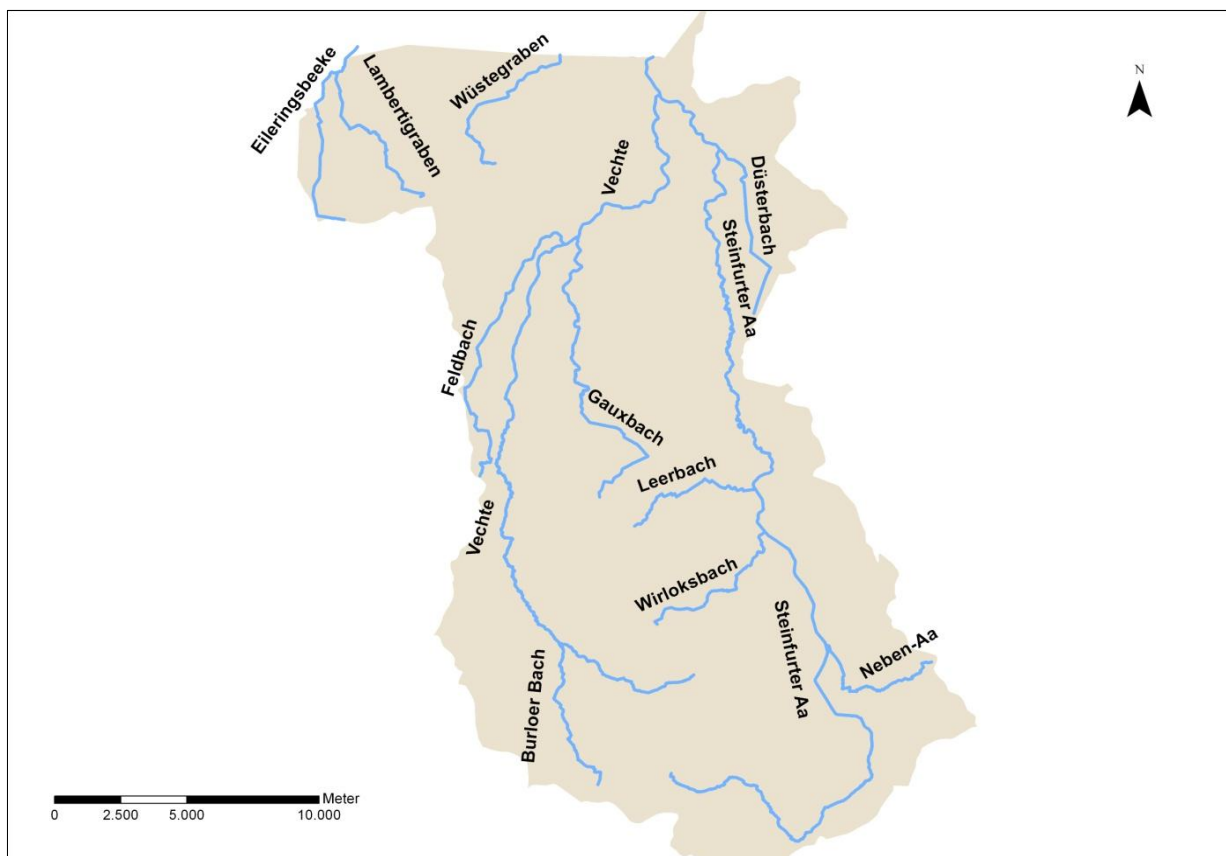 Eileringsbeeke
Lambertigraben
Wüstegraben
N
Vechte
Düsterbach
Steinfurter Aa
Feldbach
Gauxbach
Leerbach
Vechte
Wirloksbach
Steinfurter Aa
Neben-Aa
Burloer Bach
Meter
0 2.500 5.000 10.000